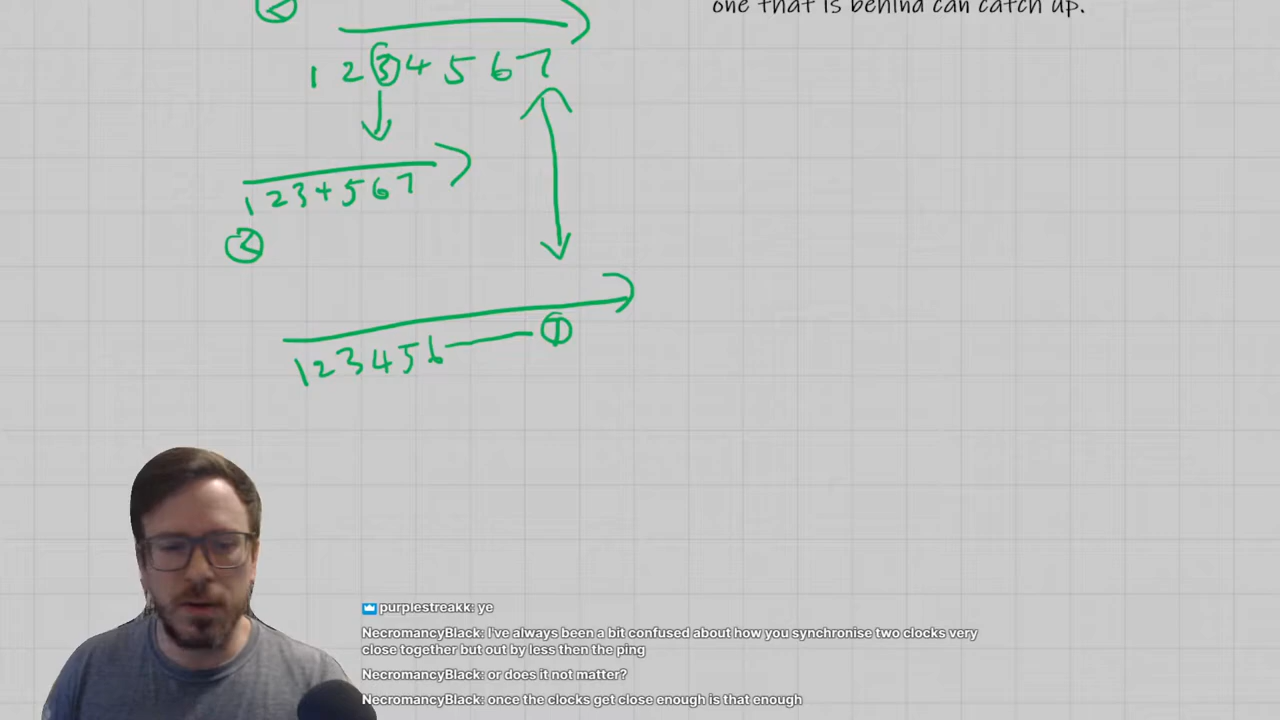 one that is behind can catch up.
2
1 2 3 4 5 6 7
1 2 3 4 5 6 7
2
1 2 3 4 5 6 1
purplestreakk: ye
NecromancyBlack: I've always been a bit confused about how you synchronise two clocks very
close together but out by less then the ping
NecromancyBlack: or does it not matter?
NecromancyBlack: once the clocks get close enough is that enough